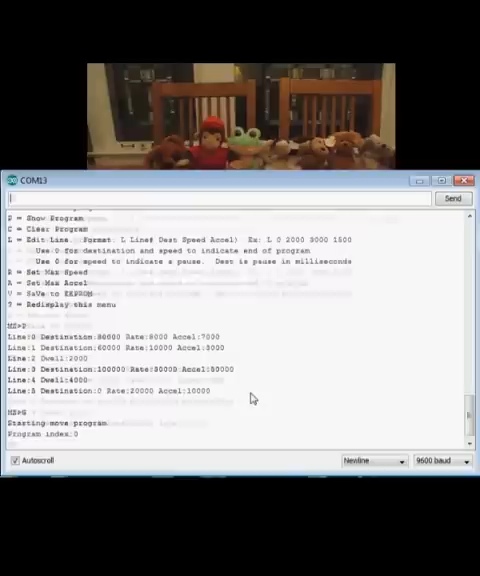 COM13
Send
P = Show Program
C = Clear Program
L = Edit Line. Format: L Line# Dest Speed Accel) Ex: L 0 2000 3000 1500
Use 0 for destination and speed to indicate end of program
Use 0 for speed to indicate a pause. Dest is pause in milliseconds
R = Set Max Speed
A = Set Max Accel
V = Save to EEPROM
? = Redisplay this menu
MS>P
Line:0 Destination:80600 Rate:8000 Accel:7000
Line:1 Destination:60000 Rate:10000 Accel:3000
Line:2 Dwell:2000
Line:3 Destination:100000 Rate:30000 Accel:30000
Line:4 Dwell:4000
Line:5 Destination:0 Rate:20000 Accel:10000
MS>G
Starting move program
Program index:0
Autoscroll
Newline
9600 baud